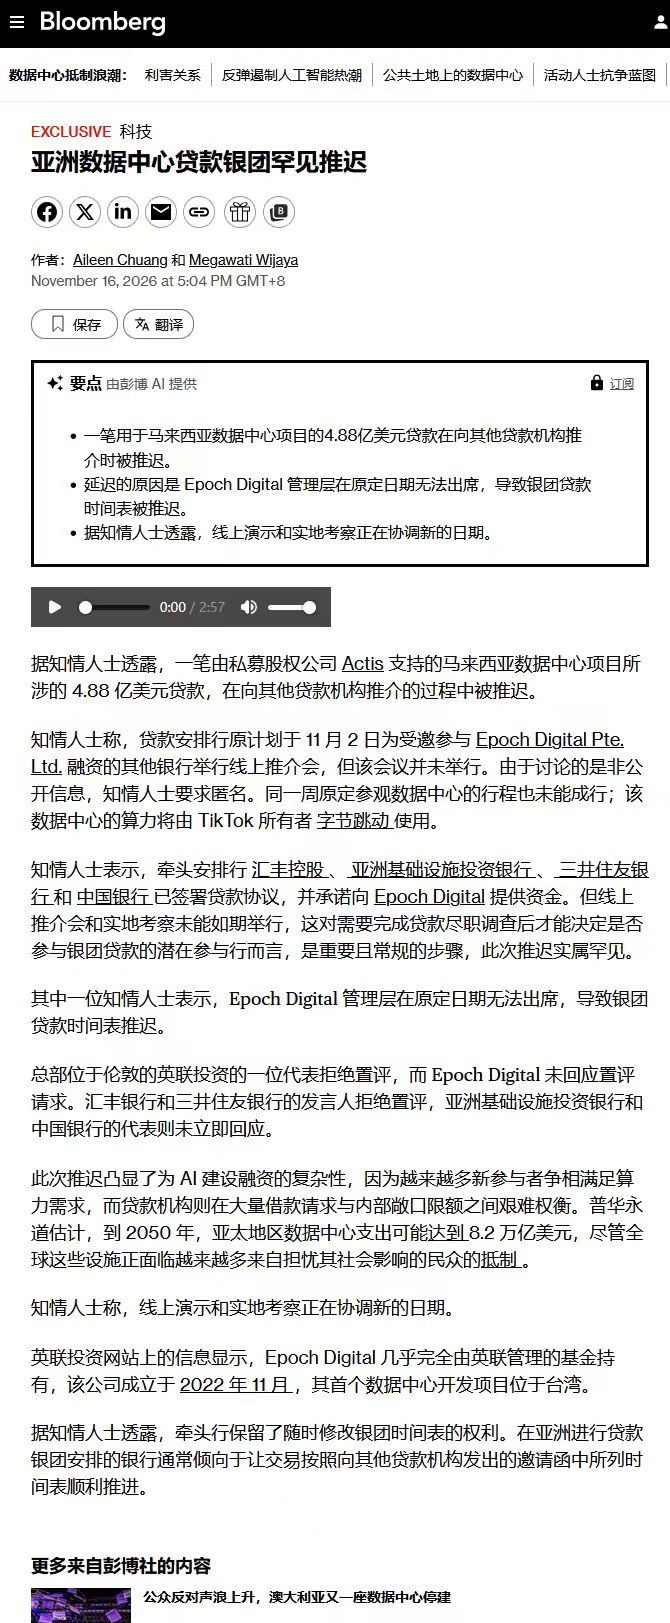 Bloomberg
数据中心抵制浪潮： 利害关系 反弹遏制人工智能热潮 公共土地上的数据中心 活动人士抗争蓝图
EXCLUSIVE 科技
亚洲数据中心贷款银团罕见推迟
作者：Aileen Chuang 和 Megawati Wijaya
November 16, 2026 at 5:04 PM GMT+8
保存 翻译
要点 由彭博 AI 提供 订阅
• 一笔用于马来西亚数据中心项目的4.88亿美元贷款在向其他贷款机构推
介时被推迟。
• 延迟的原因是 Epoch Digital 管理层在原定日期无法出席，导致银团贷款
时间表被推迟。
• 据知情人士透露，线上演示和实地考察正在协调新的日期。
0:00 / 2:57
据知情人士透露，一笔由私募股权公司 Actis 支持的马来西亚数据中心项目所
涉的 4.88 亿美元贷款，在向其他贷款机构推介的过程中被推迟。
知情人士称，贷款安排行原计划于 11 月 2 日为受邀参与 Epoch Digital Pte.
Ltd. 融资的其他银行举行线上推介会，但该会议并未举行。由于讨论的是非公
开信息，知情人士要求匿名。同一周原定参观数据中心的行程也未能成行；该
数据中心的算力将由 TikTok 所有者 字节跳动 使用。
知情人士表示，牵头安排行 汇丰控股 、 亚洲基础设施投资银行 、 三井住友银
行 和 中国银行 已签署贷款协议，并承诺向 Epoch Digital 提供资金。但线上
推介会和实地考察未能如期举行，这对需要完成贷款尽职调查后才能决定是否
参与银团贷款的潜在参与行而言，是重要且常规的步骤，此次推迟实属罕见。
其中一位知情人士表示，Epoch Digital 管理层在原定日期无法出席，导致银团
贷款时间表推迟。
总部位于伦敦的英联投资的一位代表拒绝置评，而 Epoch Digital 未回应置评
请求。汇丰银行和三井住友银行的发言人拒绝置评，亚洲基础设施投资银行和
中国银行的代表则未立即回应。
此次推迟凸显了为 AI 建设融资的复杂性，因为越来越多新参与者争相满足算
力需求，而贷款机构则在大量借款请求与内部敞口限额之间艰难权衡。普华永
道估计，到 2050 年，亚太地区数据中心支出可能达到 8.2 万亿美元，尽管全
球这些设施正面临越来越多来自担忧其社会影响的民众的抵制 。
知情人士称，线上演示和实地考察正在协调新的日期。
英联投资网站上的信息显示，Epoch Digital 几乎完全由英联管理的基金持
有，该公司成立于 2022 年 11 月 ，其首个数据中心开发项目位于台湾。
据知情人士透露，牵头行保留了随时修改银团时间表的权利。在亚洲进行贷款
银团安排的银行通常倾向于让交易按照向其他贷款机构发出的邀请函中所列时
间表顺利推进。
更多来自彭博社的内容
公众反对声浪上升，澳大利亚又一座数据中心停建